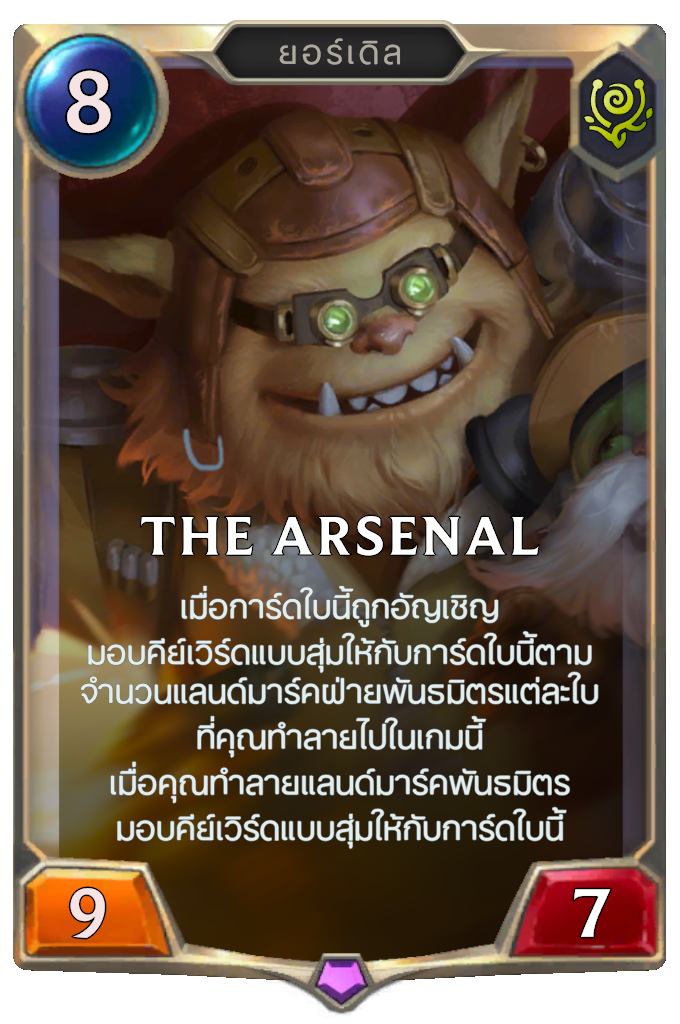 ยอร์เดิล
8
THE ARSENAL
เมื่อการ์ดใบนี้ถูกอัญเชิญ
มอบคีย์เวิร์ดแบบสุ่มให้กับการ์ดใบนี้ตาม
จำนวนแลนด์มาร์คฝ่ายพันธมิตรแต่ละใบ
ที่คุณทำลายไปในเกมนี้
เมื่อคุณทำลายแลนด์มาร์คพันธมิตร
มอบคีย์เวิร์ดแบบสุ่มให้กับการ์ดใบนี้
9
7